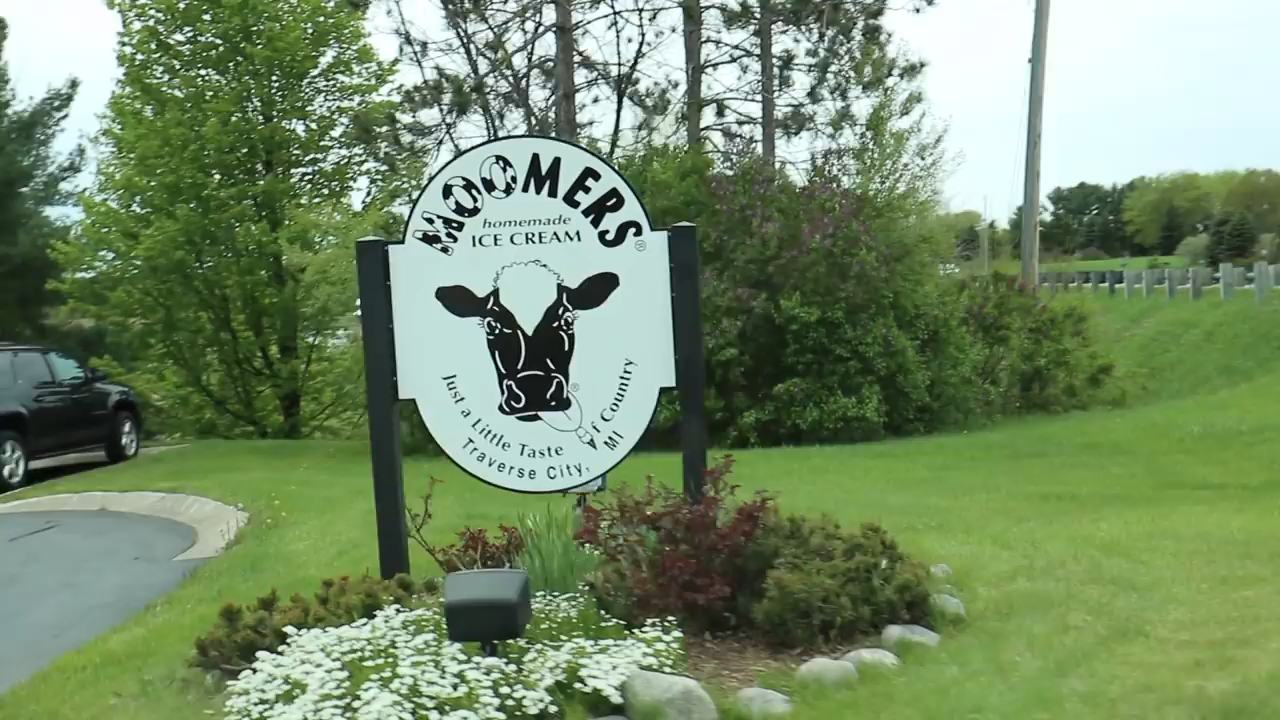 MOOMERS®
homemade
ICE CREAM
®
Just a Little Taste of Country
Traverse City, MI